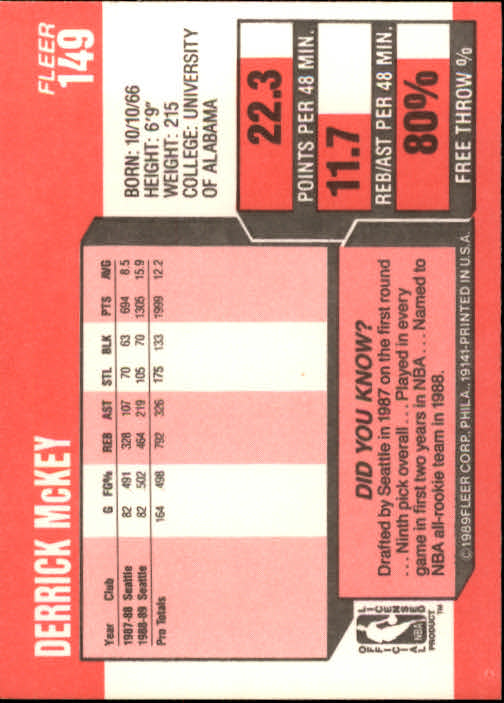 FLEER
149
DERRICK McKEY
BORN: 10/10/66
HEIGHT: 6'9"
WEIGHT: 215
COLLEGE: UNIVERSITY
OF ALABAMA
22.3
POINTS PER 48 MIN.
11.7
REB/AST PER 48 MIN.
80%
FREE THROW %
Year Club G FG% REB AST STL BLK PTS AVG
1987-88 Seattle 82 .491 328 107 70 63 694 8.5
1988-89 Seattle 82 .502 464 219 105 70 1305 15.9
Pro Totals 164 .498 792 326 175 133 1999 12.2
DID YOU KNOW?
Drafted by Seattle in 1987 on the first round
. . . Ninth pick overall . . . Played in every
game in first two years in NBA . . . Named to
NBA all-rookie team in 1988.
OFFICIAL LICENSED
NBA
PRODUCT™
©1989 FLEER CORP. PHILA., 19141-PRINTED IN U.S.A.